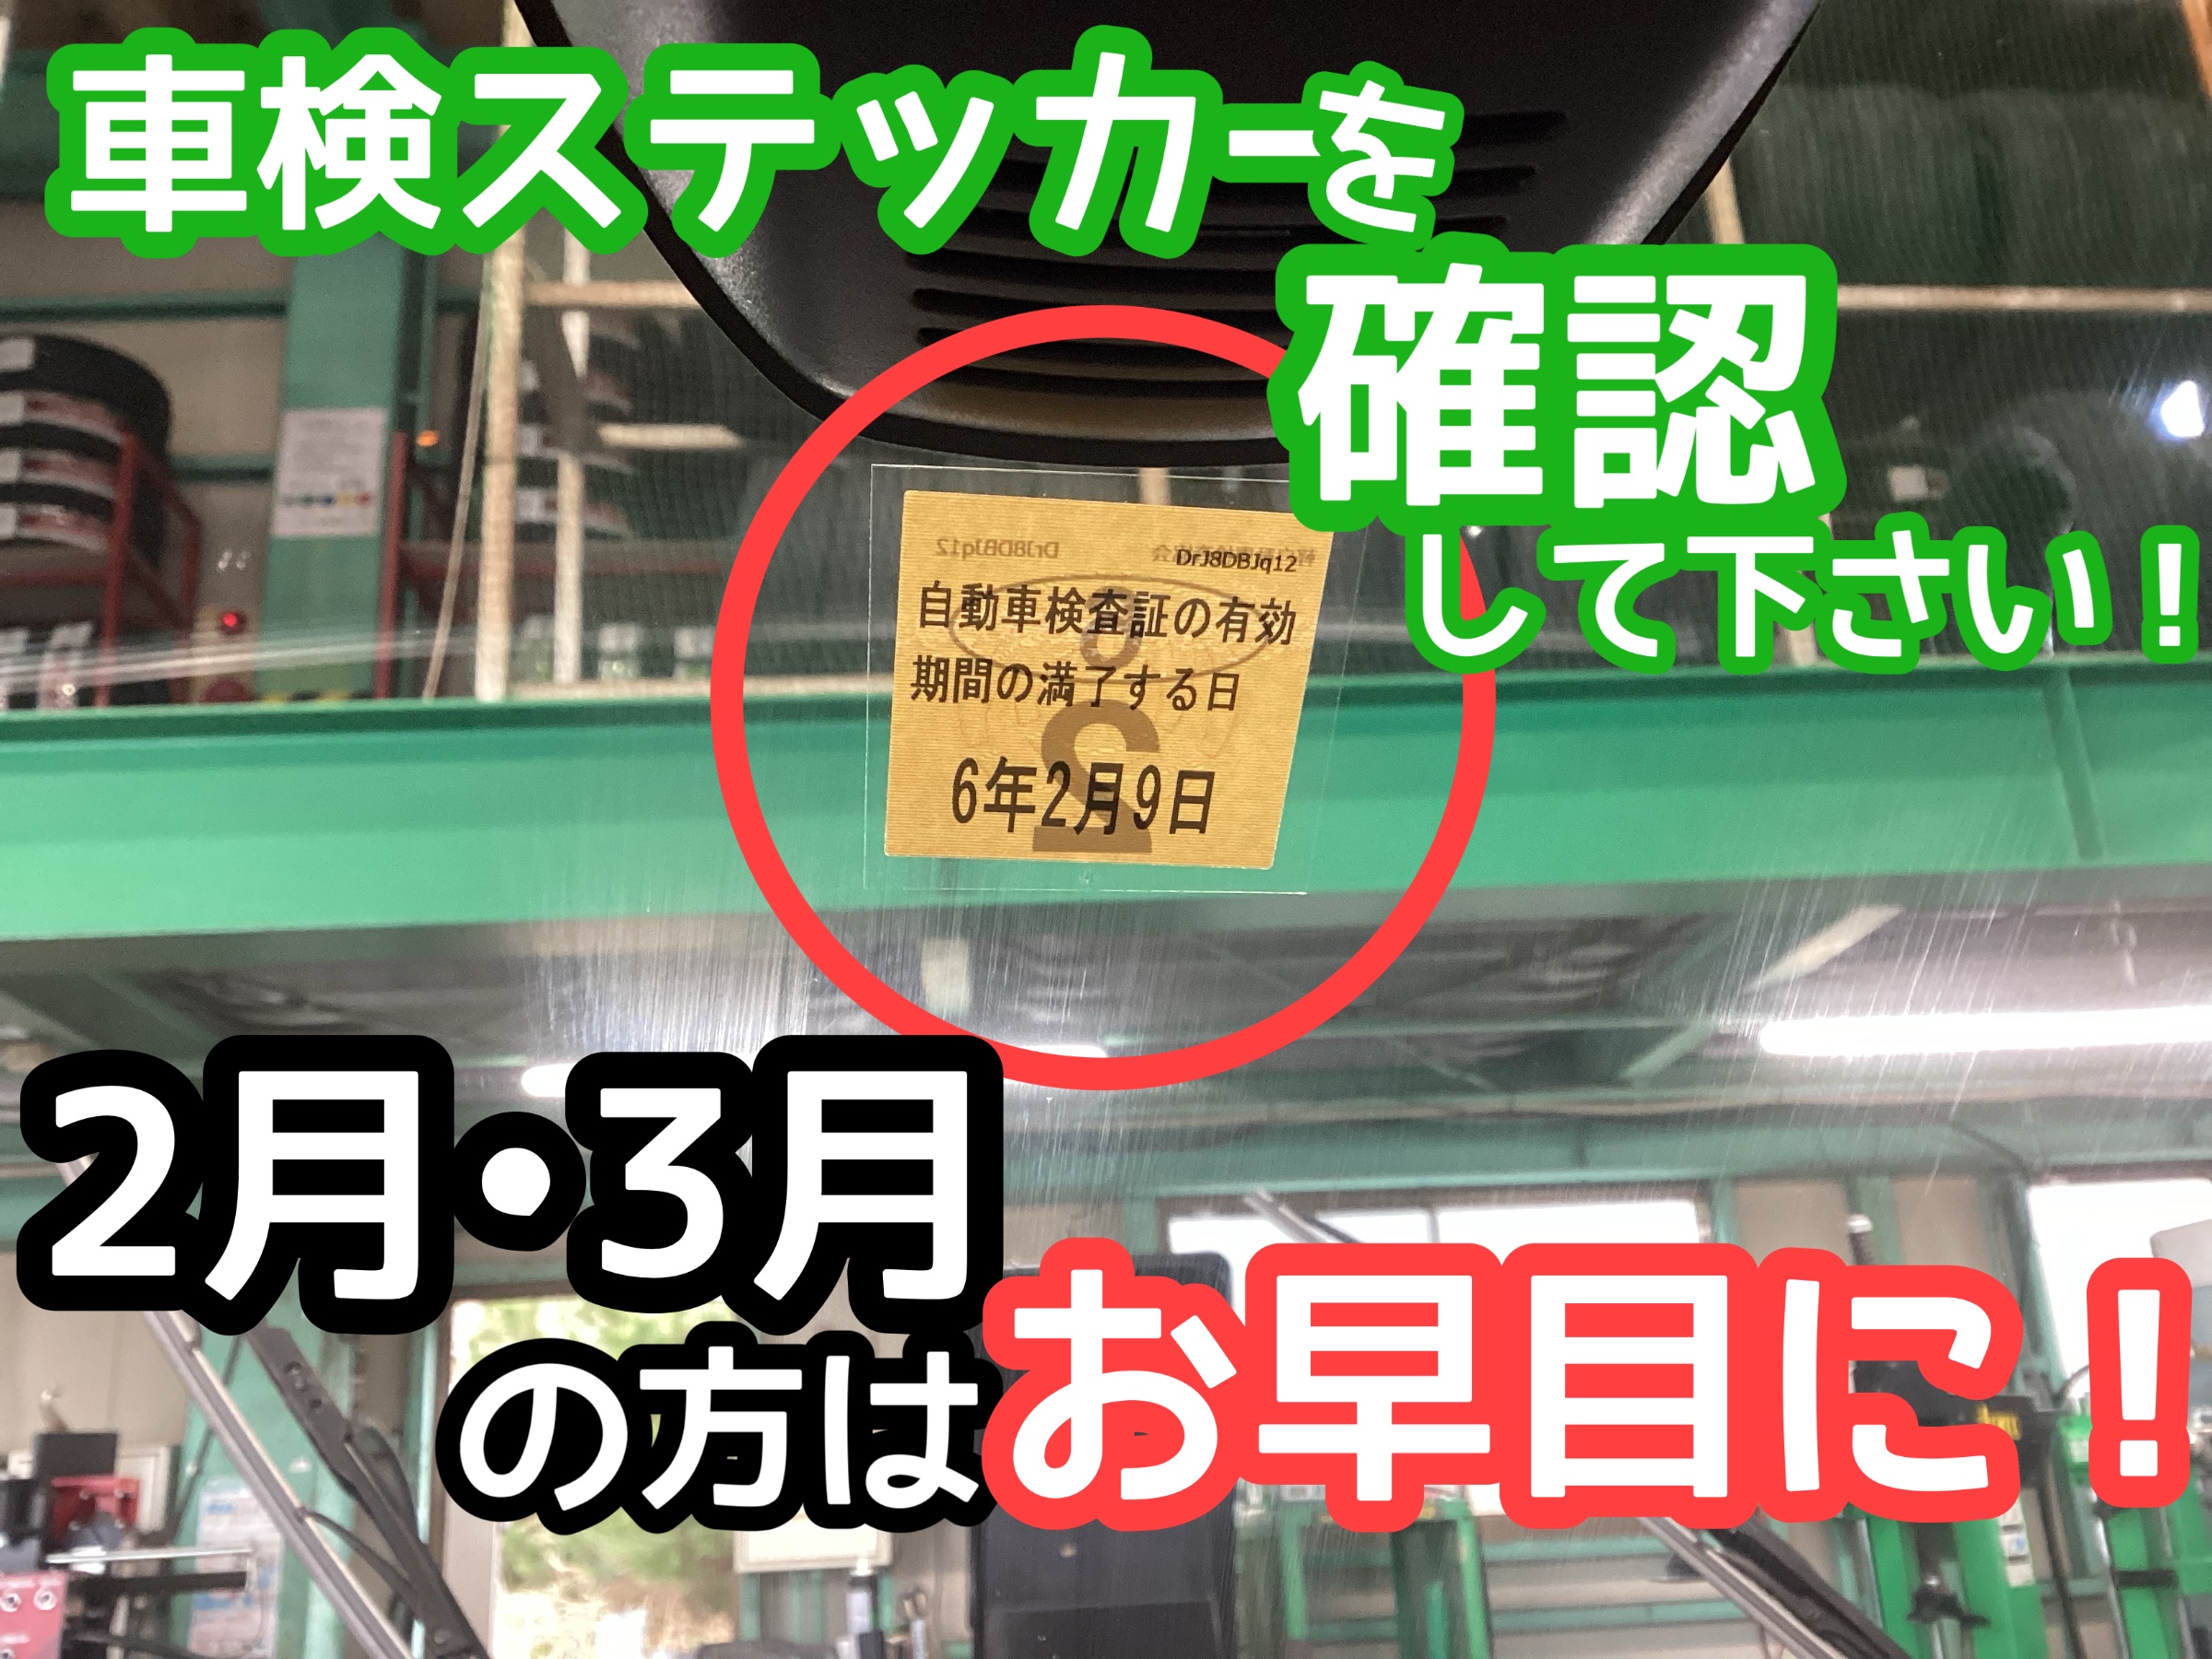 車検ステッカーを
確認
して下さい！
DrJ8DBJq12
自動車検査証の有効
期間の満了する日
6年2月9日
2月・3月
の方は
お早目に！